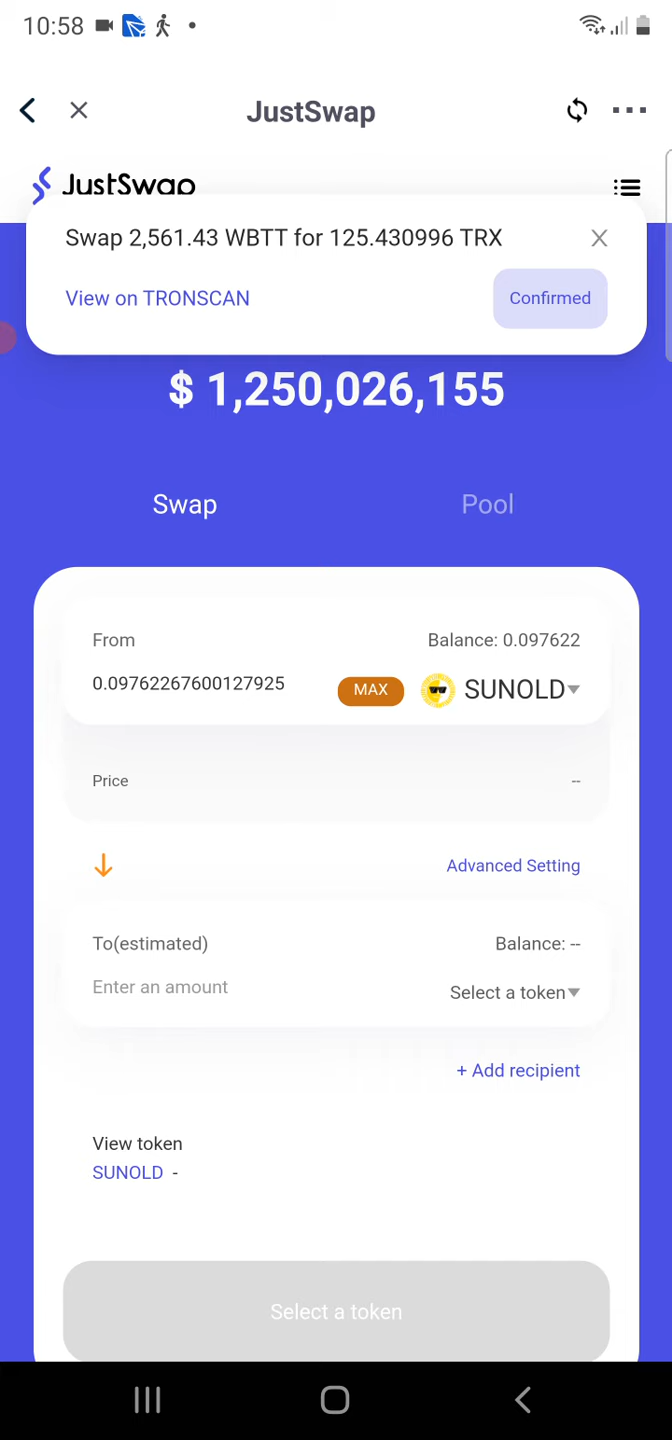 10:58
JustSwap
JustSwap
Swap 2,561.43 WBTT for 125.430996 TRX
View on TRONSCAN
Confirmed
$ 1,250,026,155
Swap
Pool
From
Balance: 0.097622
0.09762267600127925
MAX
SUNOLD
Price
--
Advanced Setting
To(estimated)
Balance: --
Enter an amount
Select a token
+ Add recipient
View token
SUNOLD -
Select a token